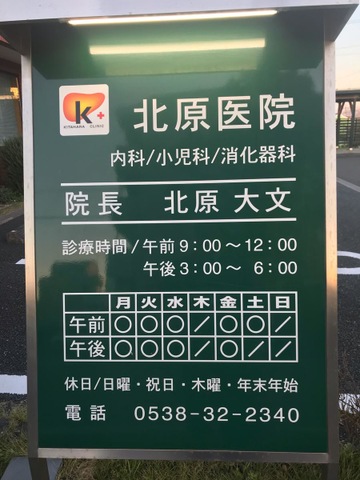 K+
KITAHARA CLINIC
北原医院
内科/小児科/消化器科
院長 北原 大文
診療時間/午前 9:00～12:00
午後 3:00～ 6:00
月 火 水 木 金 土 日
午前 ○ ○ ○ / ○ ○ /
午後 ○ ○ ○ / ○ / /
休日/日曜・祝日・木曜・年末年始
電話 0538-32-2340